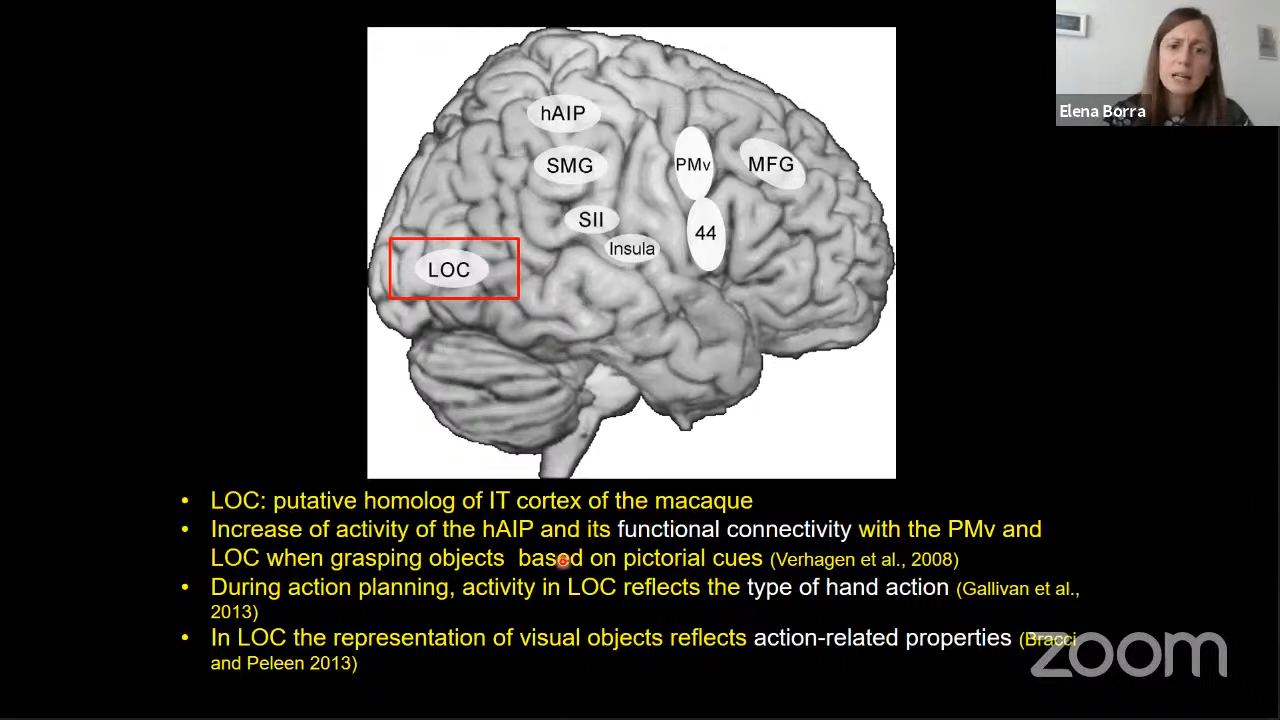 Elena Borra
hAIP
SMG
PMv
MFG
SII
44
Insula
LOC
• LOC: putative homolog of IT cortex of the macaque
• Increase of activity of the hAIP and its functional connectivity with the PMv and
LOC when grasping objects based on pictorial cues (Verhagen et al., 2008)
• During action planning, activity in LOC reflects the type of hand action (Gallivan et al.,
2013)
• In LOC the representation of visual objects reflects action-related properties (Bracci
and Peleen 2013)
zoom